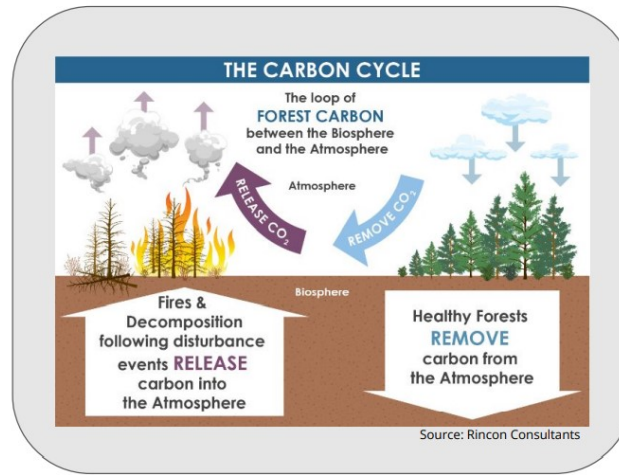 THE CARBON CYCLE
The loop of
FOREST CARBON
between the Biosphere
and the Atmosphere
Atmosphere
RELEASE CO₂
REMOVE CO₂
Biosphere
Fires &
Decomposition
following disturbance
events RELEASE
carbon into
the Atmosphere
Healthy Forests
REMOVE
carbon from
the Atmosphere
Source: Rincon Consultants